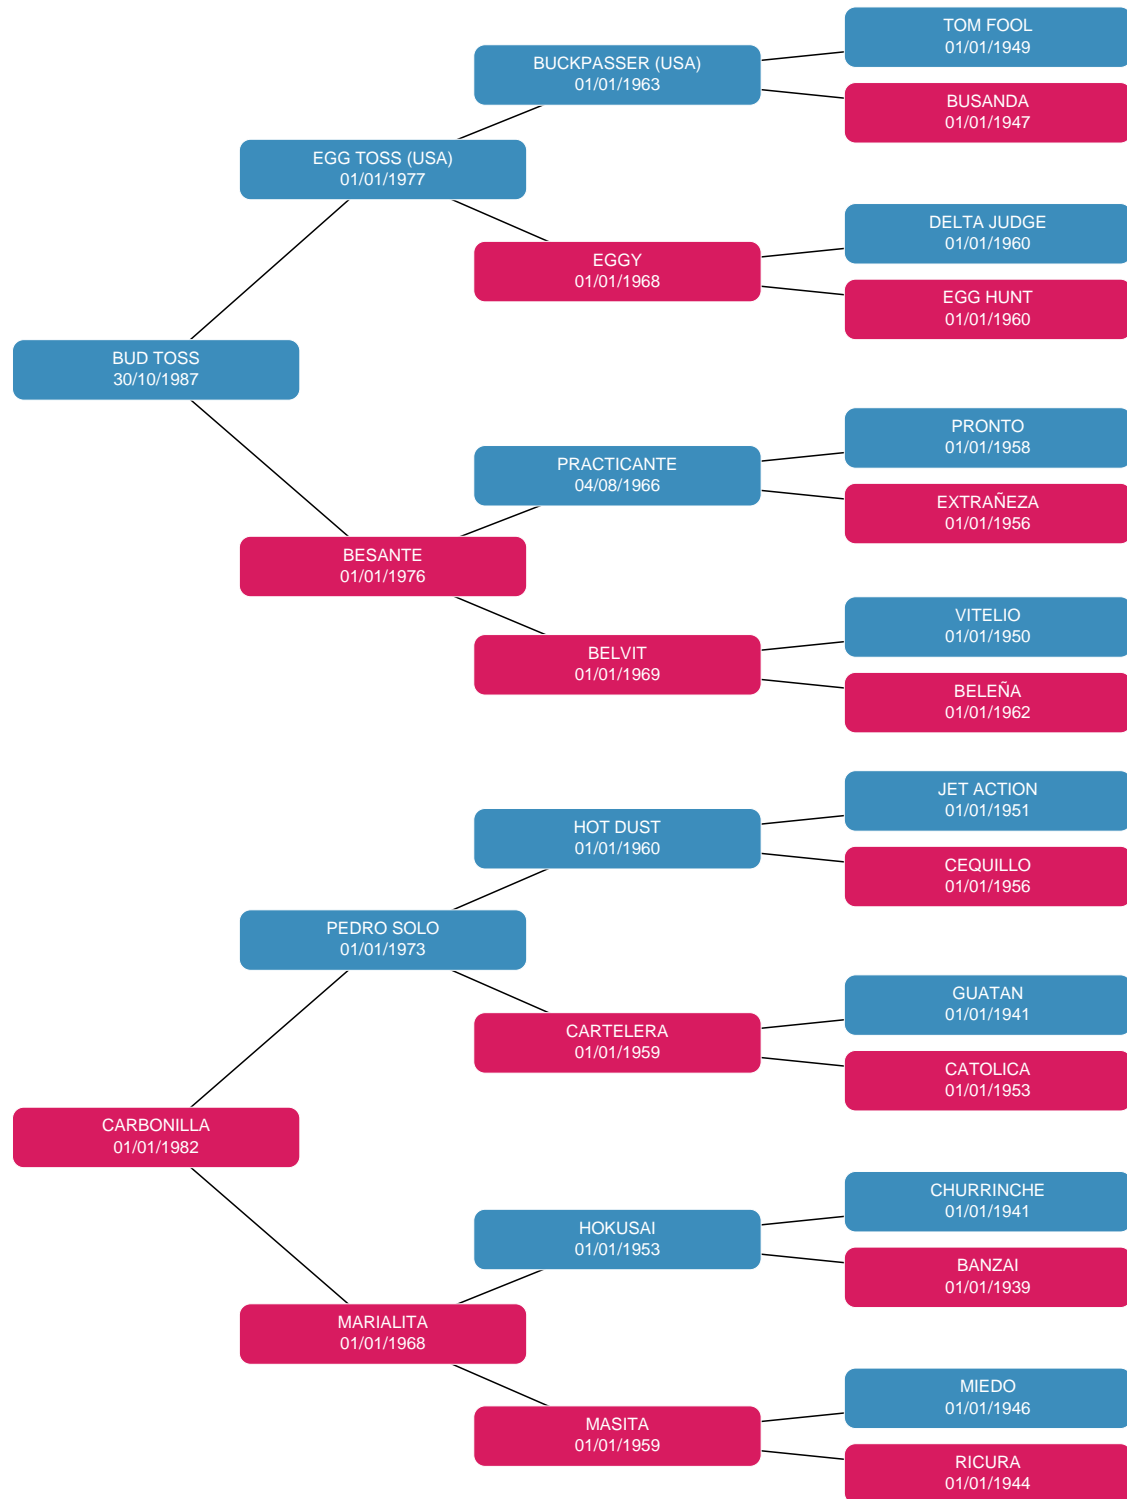 TOM FOOL
01/01/1949
BUCKPASSER (USA)
01/01/1963
BUSANDA
01/01/1947
EGG TOSS (USA)
01/01/1977
DELTA JUDGE
01/01/1960
EGGY
01/01/1968
EGG HUNT
01/01/1960
BUD TOSS
30/10/1987
PRONTO
01/01/1958
PRACTICANTE
04/08/1966
EXTRAÑEZA
01/01/1956
BESANTE
01/01/1976
VITELIO
01/01/1950
BELVIT
01/01/1969
BELEÑA
01/01/1962
JET ACTION
01/01/1951
HOT DUST
01/01/1960
CEQUILLO
01/01/1956
PEDRO SOLO
01/01/1973
GUATAN
01/01/1941
CARTELERA
01/01/1959
CATOLICA
01/01/1953
CARBONILLA
01/01/1982
CHURRINCHE
01/01/1941
HOKUSAI
01/01/1953
BANZAI
01/01/1939
MARIALITA
01/01/1968
MIEDO
01/01/1946
MASITA
01/01/1959
RICURA
01/01/1944